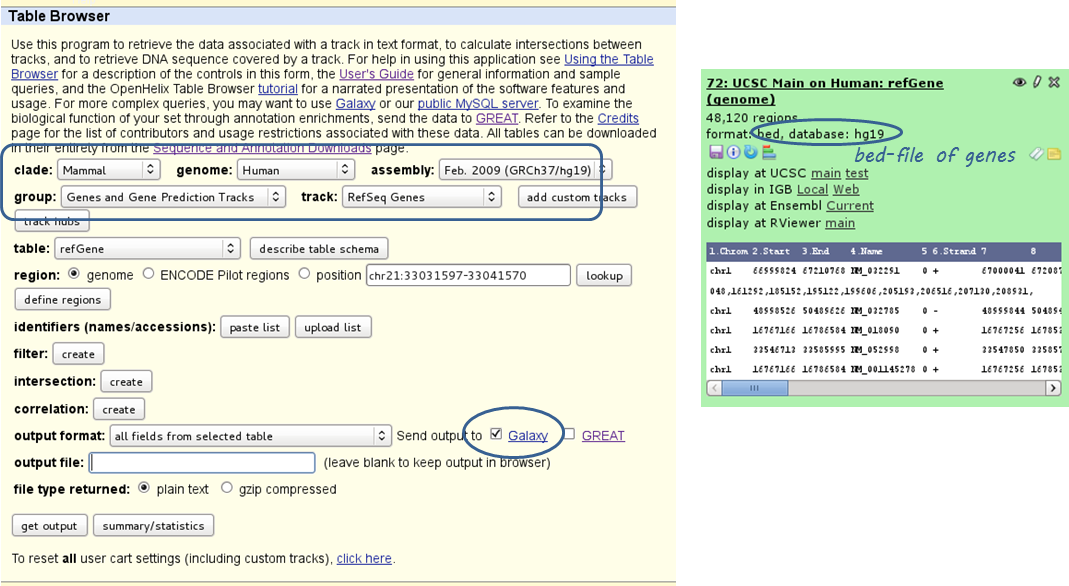 Table Browser
Use this program to retrieve the data associated with a track in text format, to calculate intersections between
tracks, and to retrieve DNA sequence covered by a track. For help in using this application see Using the Table
Browser for a description of the controls in this form, the User's Guide for general information and sample
queries, and the OpenHelix Table Browser tutorial for a narrated presentation of the software features and
usage. For more complex queries, you may want to use Galaxy or our public MySQL server. To examine the
biological function of your set through annotation enrichments, send the data to GREAT. Refer to the Credits
page for the list of contributors and usage restrictions associated with these data. All tables can be downloaded
in their entirety from the Sequence and Annotation Downloads page.
clade: Mammal genome: Human assembly: Feb. 2009 (GRCh37/hg19)
group: Genes and Gene Prediction Tracks track: RefSeq Genes add custom tracks
track hubs
table: refGene describe table schema
region: genome ENCODE Pilot regions position chr21:33031597-33041570 lookup
define regions
identifiers (names/accessions): paste list upload list
filter: create
intersection: create
correlation: create
output format: all fields from selected table Send output to Galaxy GREAT
output file: (leave blank to keep output in browser)
file type returned: plain text gzip compressed
get output summary/statistics
To reset all user cart settings (including custom tracks), click here.
72: UCSC Main on Human: refGene
(genome)
48,120 regions
format: bed, database: hg19
bed-file of genes
display at UCSC main test
display in IGB Local Web
display at Ensembl Current
display at RViewer main
1.Chrom 2.Start 3.End 4.Name 5 6.Strand 7 8
chr1 66999824 67210768 NM_032291 0 + 67000041 672087
048,161292,185152,195122,199606,205193,206516,207130,208931,
chr1 48998526 50489626 NM_032785 0 - 48999844 504894
chr1 16767166 16786584 NM_018090 0 + 16767256 167853
chr1 33546713 33585995 NM_052998 0 + 33547850 335857
chr1 16767166 16786584 NM_001145278 0 + 16767256 167853